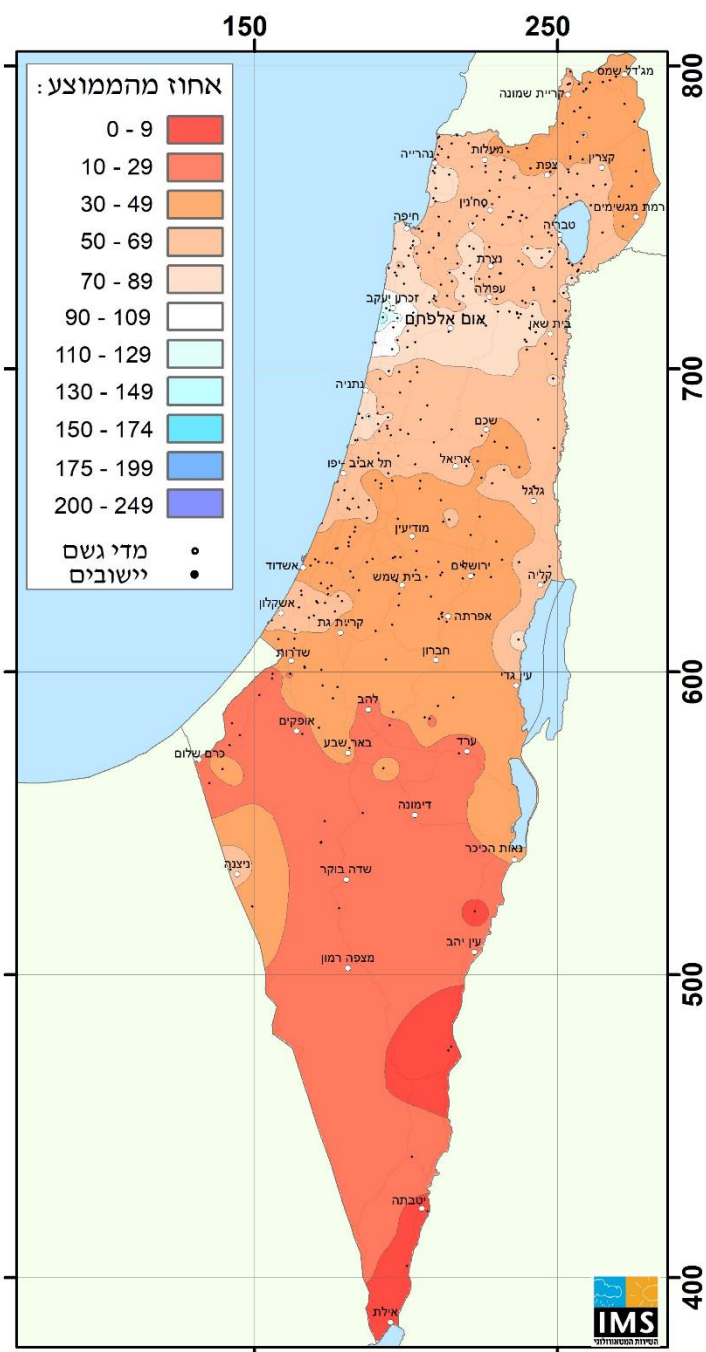 150 250
אחוז מהממוצע:
0 - 9
10 - 29
30 - 49
50 - 69
70 - 89
90 - 109
110 - 129
130 - 149
150 - 174
175 - 199
200 - 249
מדי גשם
יישובים
800
700
600
500
400
מג'דל שמס
קריית שמונה
נהרייה
מעלות
צפת
קצרין
סח'נין
רמת מגשימים
חיפה
טבריה
נצרת
עפולה
זכרון יעקב
אום אלפחם
בית שאן
נתניה
שכם
אריאל
תל אביב - יפו
גלגל
מודיעין
אשדוד
ירושלים
בית שמש
קליה
אשקלון
קרית גת
אפרתה
שדרות
חברון
עין גדי
להב
אופקים
באר שבע
ערד
כרם שלום
דימונה
נאות הכיכר
ניצנה
שדה בוקר
עין יהב
מצפה רמון
יטבתה
אילת
IMS
השירות המטאורולוגי